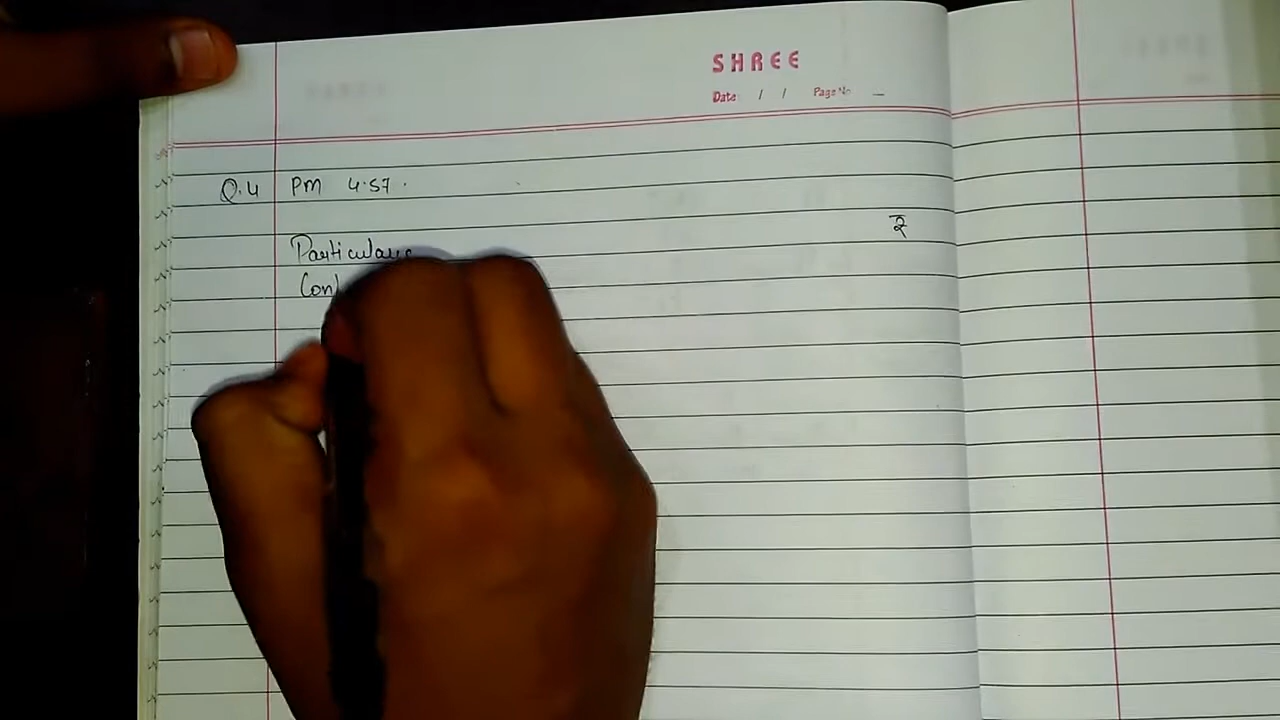 SHREE
Date: / / Page No
Q.4 PM 4.57.
₹
Particulars